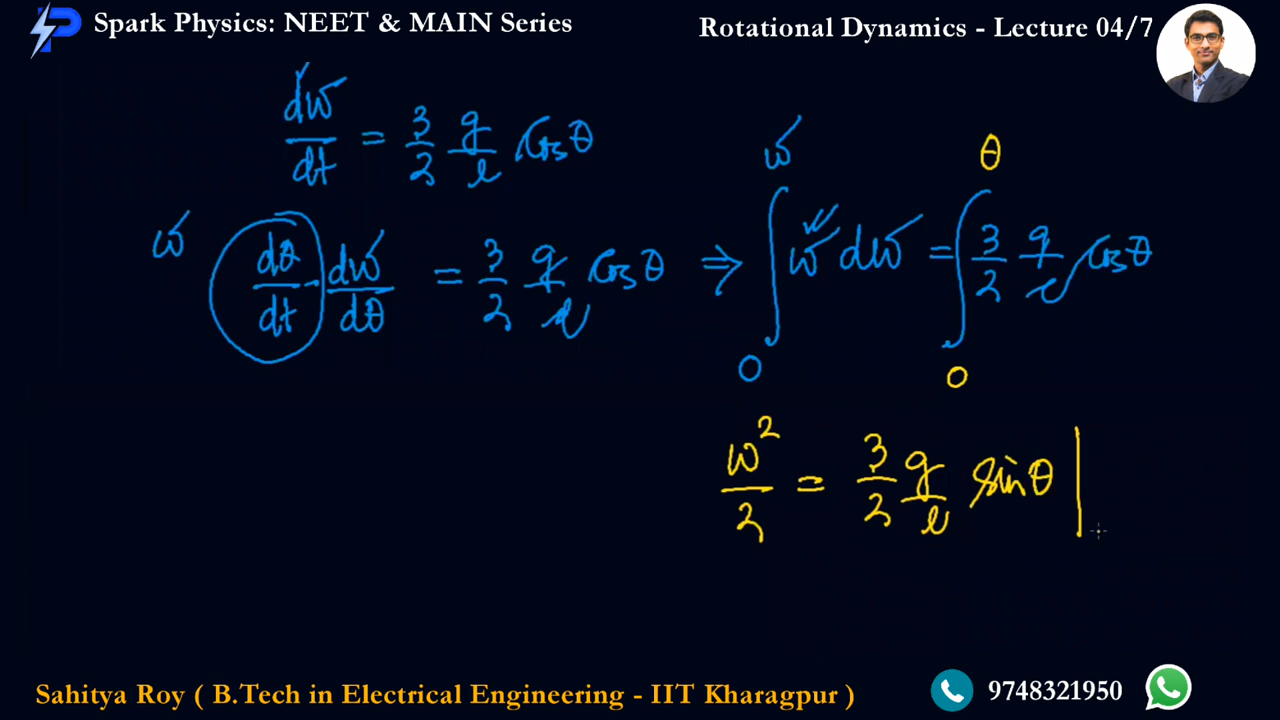 Spark Physics: NEET & MAIN Series
Rotational Dynamics - Lecture 04/7
dω/dt = 3/2 g/l cosθ
ω dθ/dt · dω/dθ = 3/2 g/l cosθ ⇒ ∫₀^ω ω dω = ∫₀^θ 3/2 g/l cosθ
ω²/2 = 3/2 g/l sinθ |
Sahitya Roy ( B.Tech in Electrical Engineering - IIT Kharagpur )
9748321950